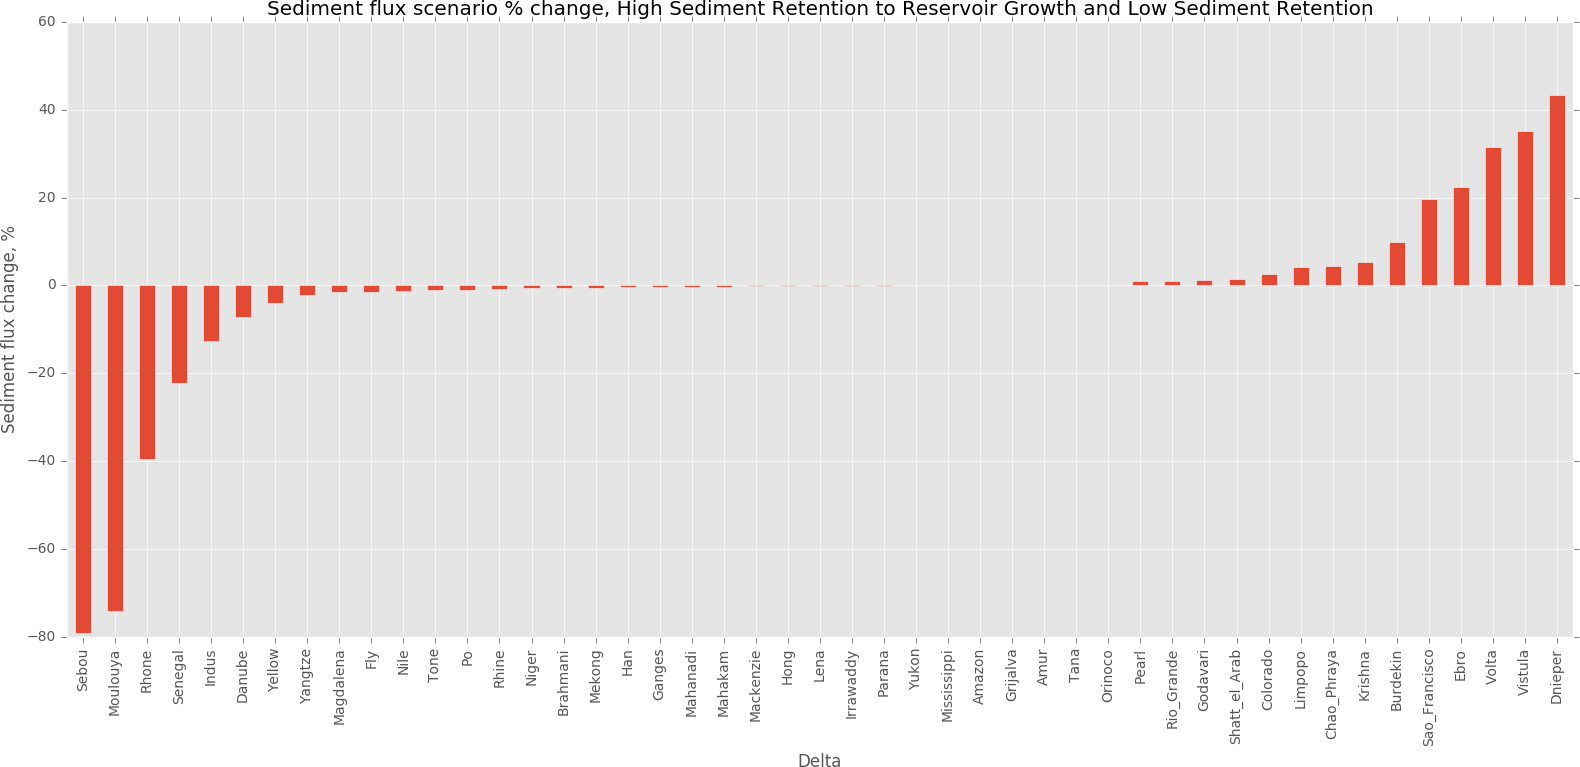 Sediment flux scenario % change, High Sediment Retention to Reservoir Growth and Low Sediment Retention
60
40
20
0
−20
−40
−60
−80
Sediment flux change, %
Sebou
Moulouya
Rhone
Senegal
Indus
Danube
Yellow
Yangtze
Magdalena
Fly
Nile
Tone
Po
Rhine
Niger
Brahmani
Mekong
Han
Ganges
Mahanadi
Mahakam
Mackenzie
Hong
Lena
Irrawaddy
Parana
Yukon
Mississippi
Amazon
Grijalva
Amur
Tana
Orinoco
Pearl
Rio_Grande
Godavari
Shatt_el_Arab
Colorado
Limpopo
Chao_Phraya
Krishna
Burdekin
Sao_Francisco
Ebro
Volta
Vistula
Dnieper
Delta